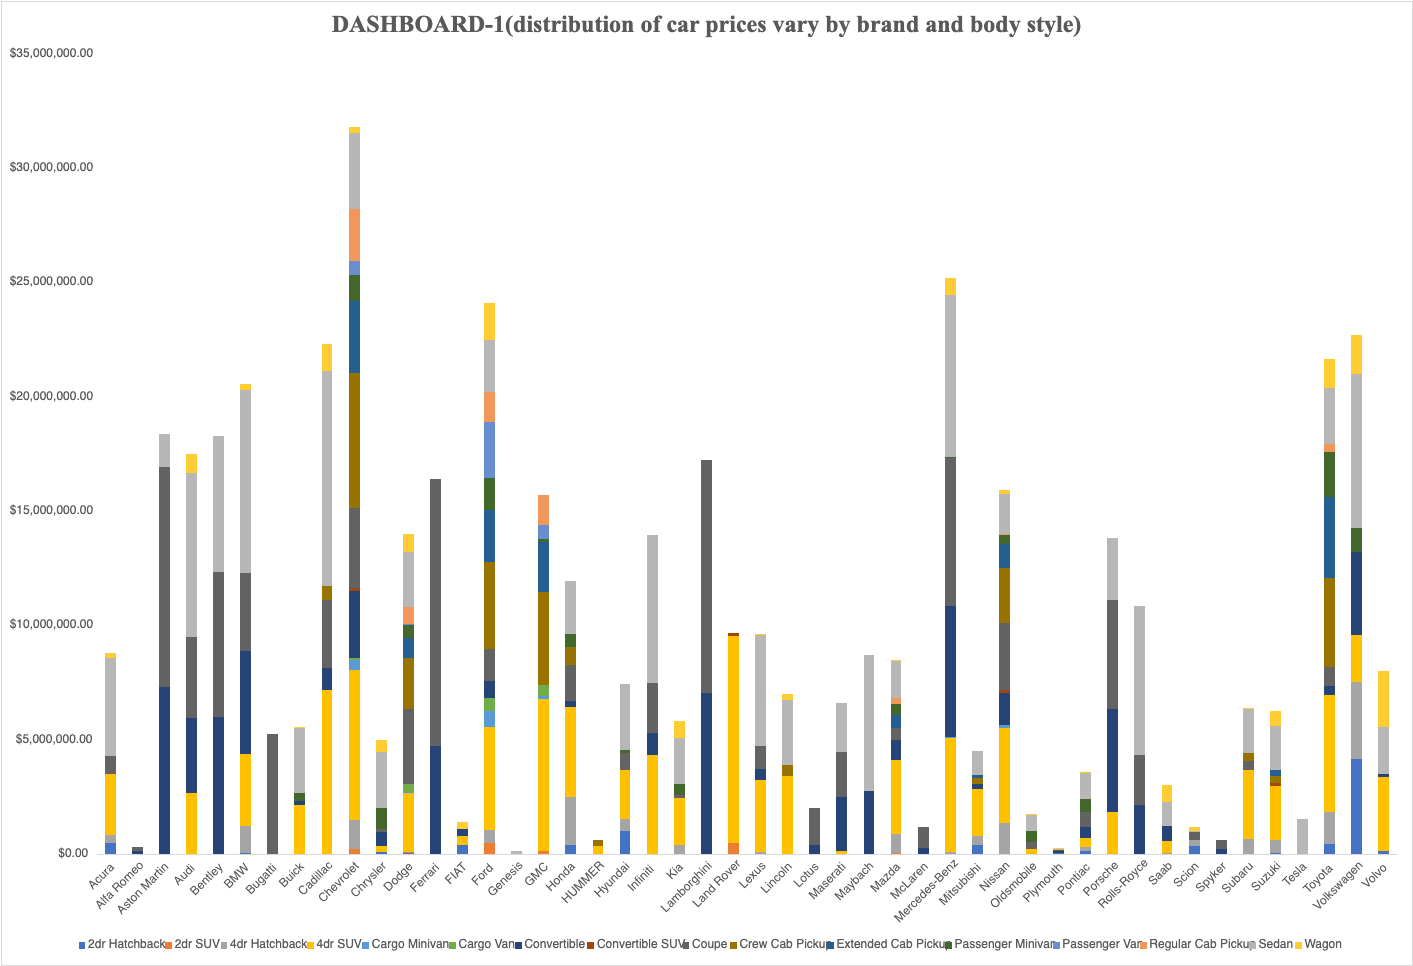 DASHBOARD-1(distribution of car prices vary by brand and body style)
$35,000,000.00
$30,000,000.00
$25,000,000.00
$20,000,000.00
$15,000,000.00
$10,000,000.00
$5,000,000.00
$0.00
Acura
Alfa Romeo
Aston Martin
Audi
Bentley
BMW
Bugatti
Buick
Cadillac
Chevrolet
Chrysler
Dodge
Ferrari
FIAT
Ford
Genesis
GMC
Honda
HUMMER
Hyundai
Infiniti
Kia
Lamborghini
Land Rover
Lexus
Lincoln
Lotus
Maserati
Maybach
Mazda
McLaren
Mercedes-Benz
Mitsubishi
Nissan
Oldsmobile
Plymouth
Pontiac
Porsche
Rolls-Royce
Saab
Scion
Spyker
Subaru
Suzuki
Tesla
Toyota
Volkswagen
Volvo
2dr Hatchback 2dr SUV 4dr Hatchback 4dr SUV Cargo Minivan Cargo Van Convertible Convertible SUV Coupe Crew Cab Pickup Extended Cab Pickup Passenger Minivan Passenger Van Regular Cab Pickup Sedan Wagon